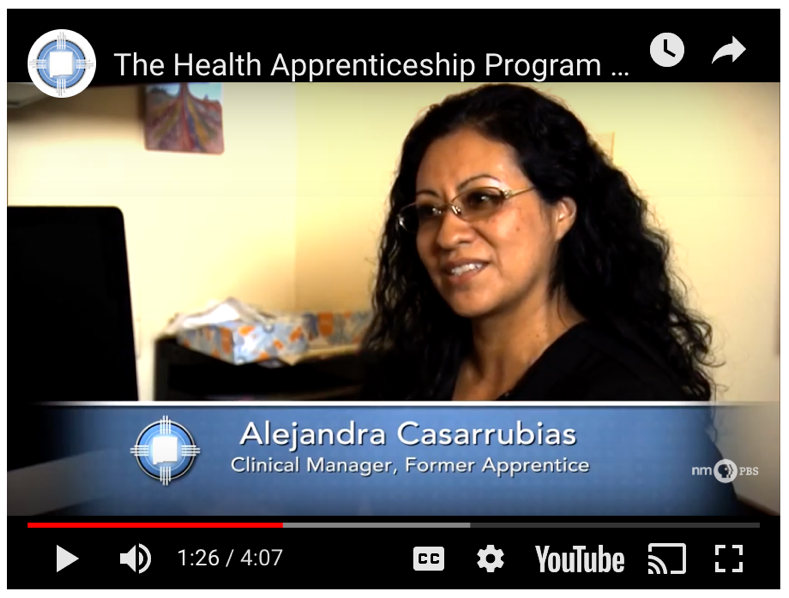 The Health Apprenticeship Program ...
Alejandra Casarrubias
Clinical Manager, Former Apprentice
nm PBS
1:26 / 4:07
CC
YouTube